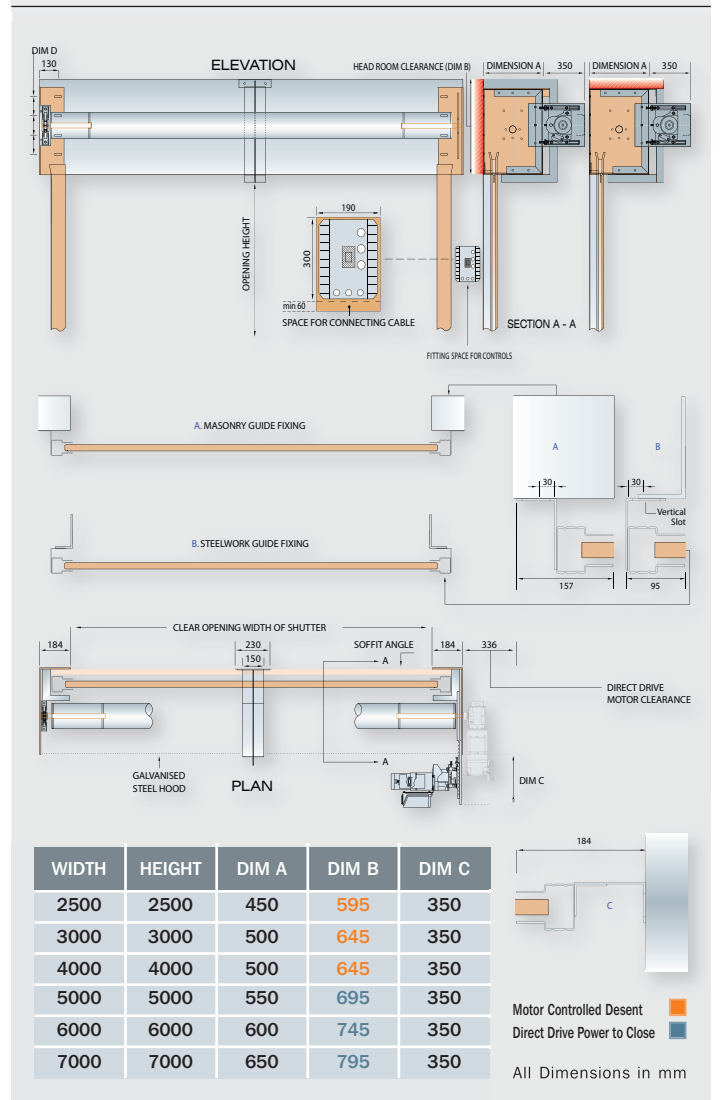 DIM D
130
ELEVATION
HEAD ROOM CLEARANCE (DIM B)
DIMENSION A
350
DIMENSION A
350
OPENING HEIGHT
190
300
min 60
SPACE FOR CONNECTING CABLE
SECTION A - A
FITTING SPACE FOR CONTROLS
A. MASONRY GUIDE FIXING
A
B
30
30
Vertical
Slot
B. STEELWORK GUIDE FIXING
157
95
CLEAR OPENING WIDTH OF SHUTTER
184
230
150
SOFFIT ANGLE
184
336
A
DIRECT DRIVE
MOTOR CLEARANCE
A
GALVANISED
STEEL HOOD
PLAN
DIM C
WIDTH HEIGHT DIM A DIM B DIM C
2500 2500 450 595 350
3000 3000 500 645 350
4000 4000 500 645 350
5000 5000 550 695 350
6000 6000 600 745 350
7000 7000 650 795 350
184
C
Motor Controlled Desent
Direct Drive Power to Close
All Dimensions in mm